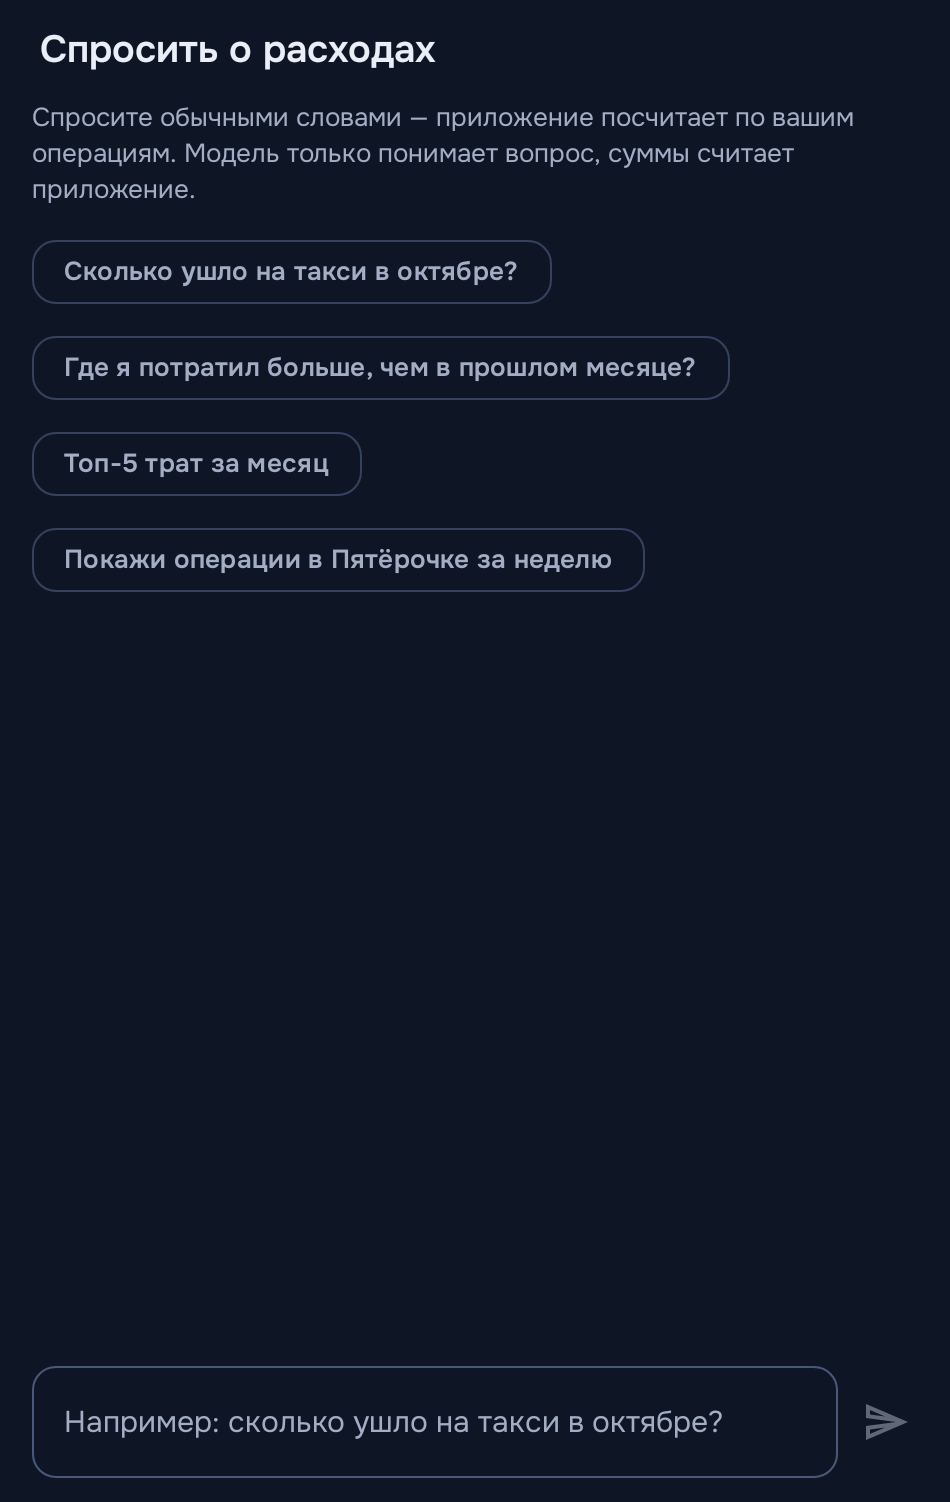 Спросить о расходах
Спросите обычными словами — приложение посчитает по вашим
операциям. Модель только понимает вопрос, суммы считает
приложение.
Сколько ушло на такси в октябре?
Где я потратил больше, чем в прошлом месяце?
Топ-5 трат за месяц
Покажи операции в Пятёрочке за неделю
Например: сколько ушло на такси в октябре?